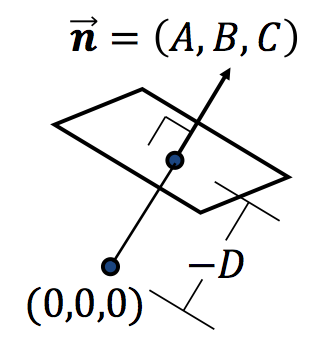 n⃗ = (A, B, C)
−D
(0,0,0)